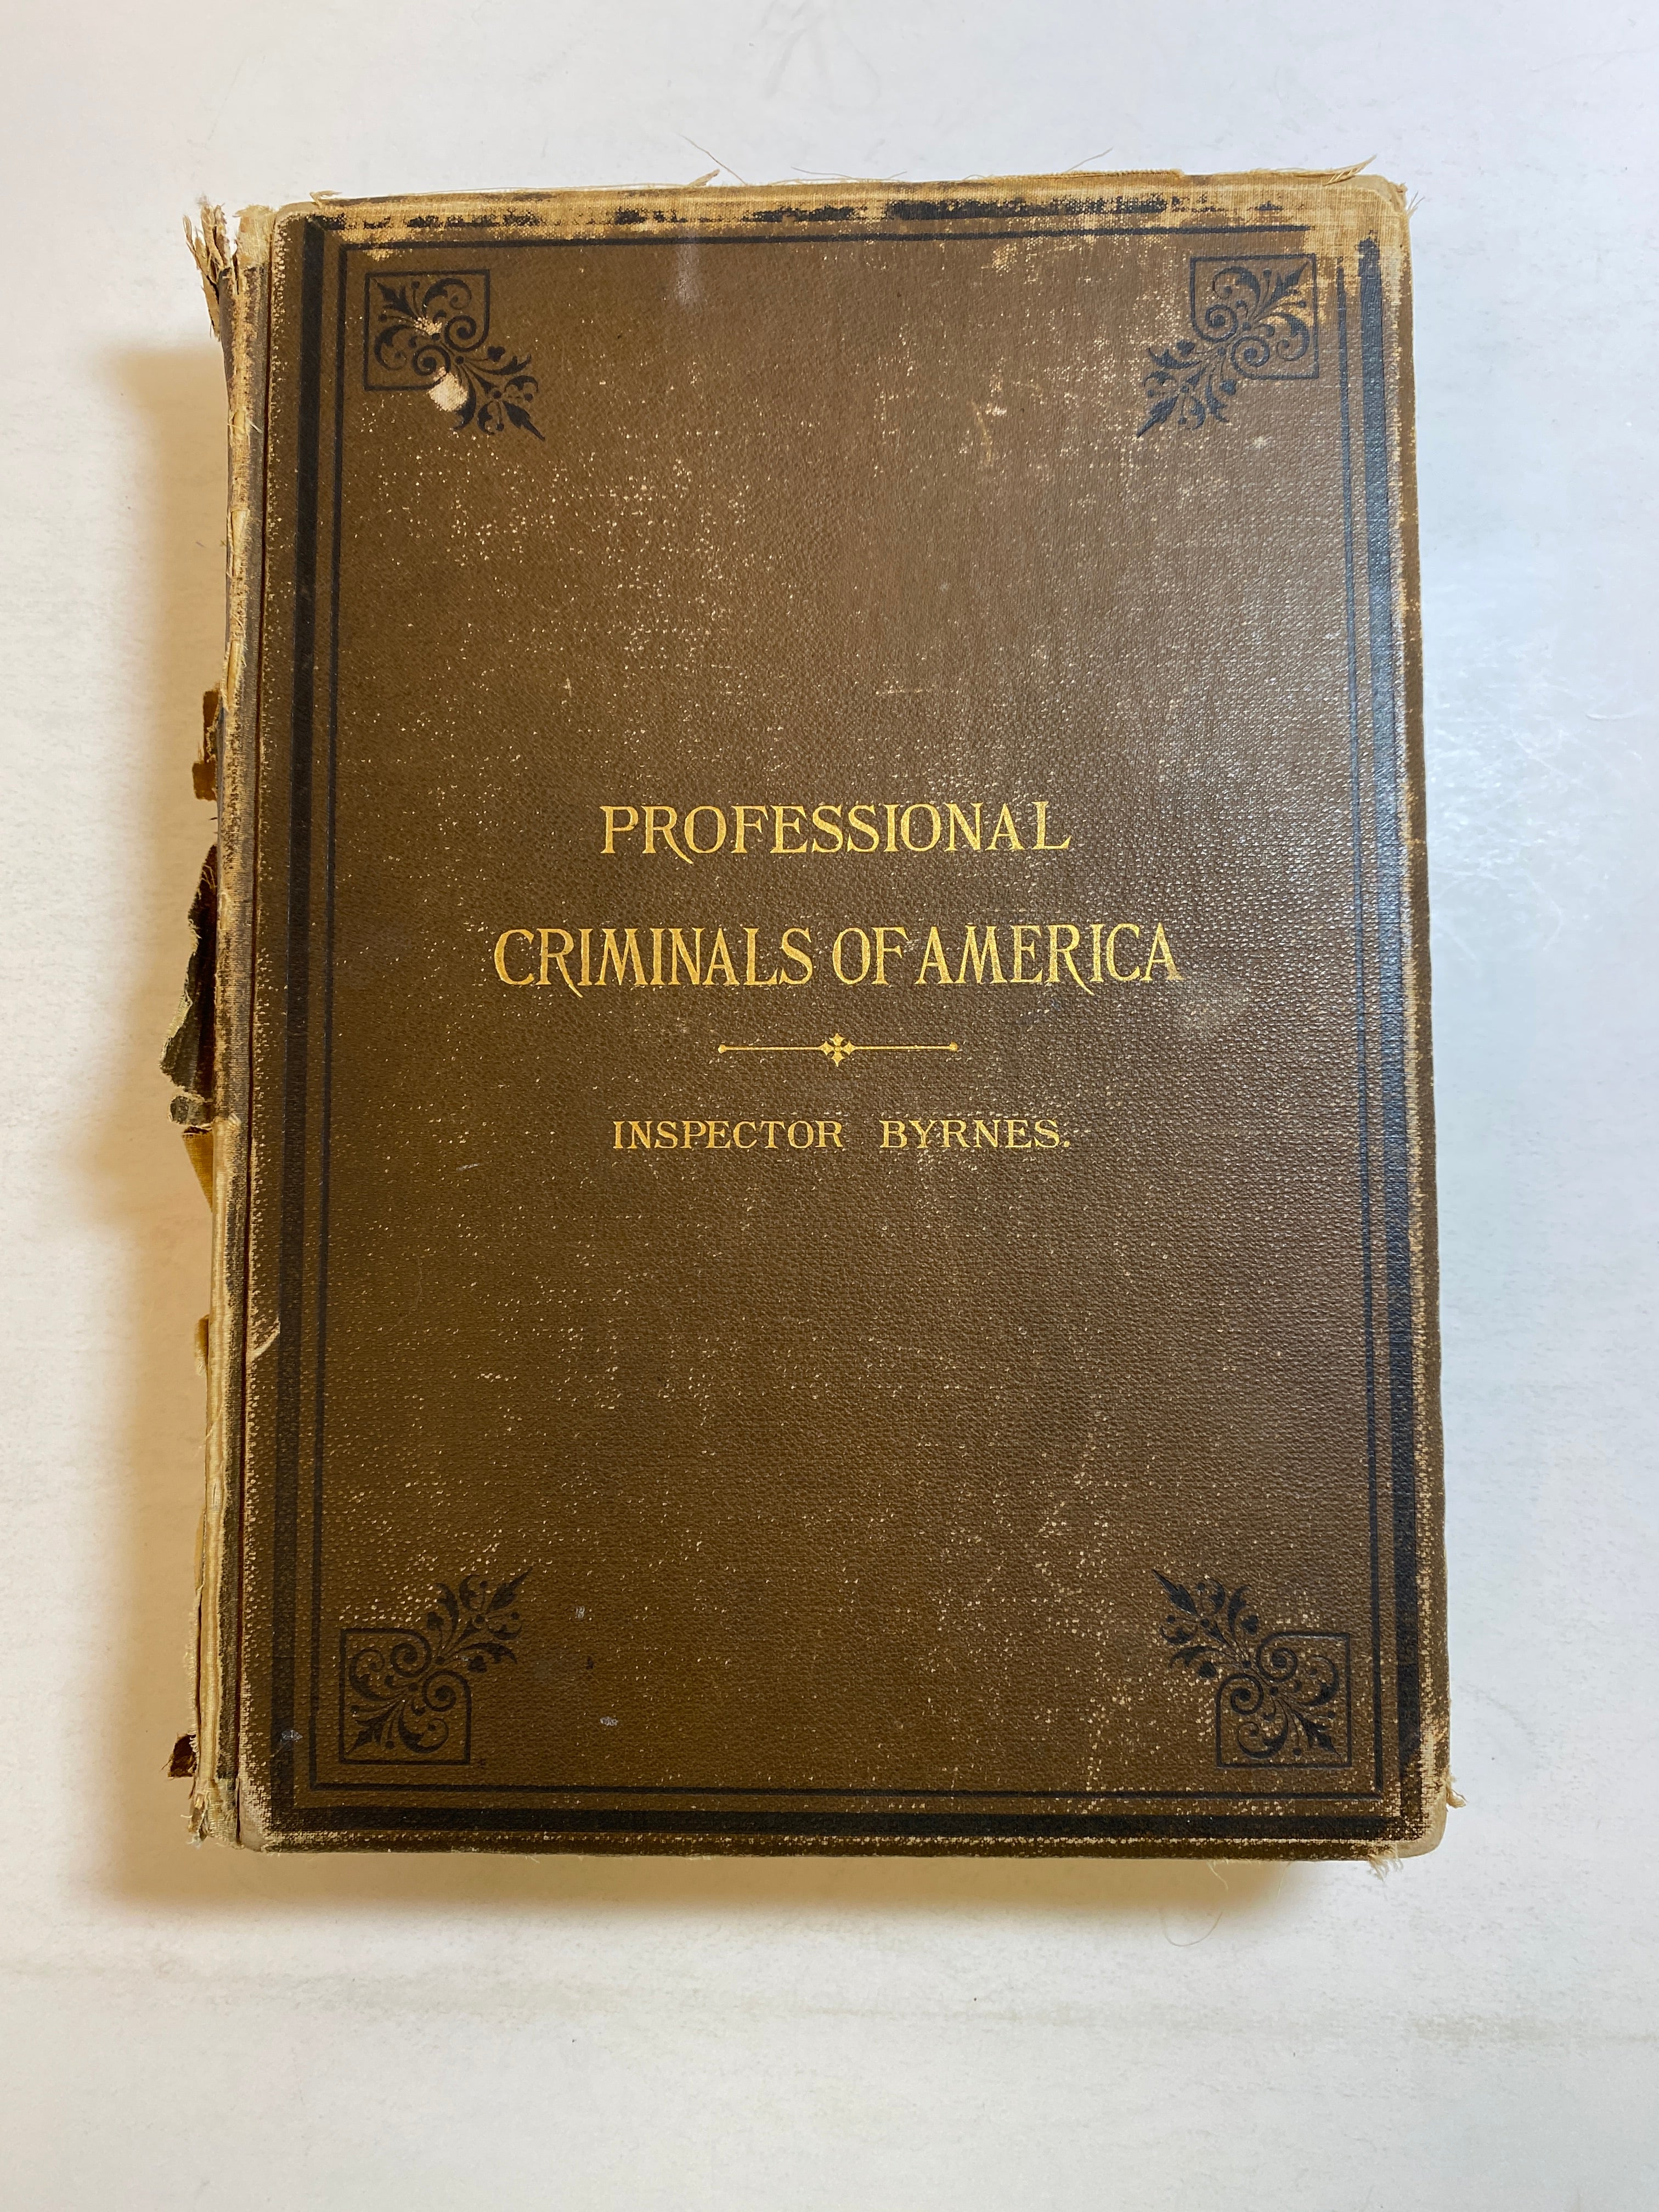 PROFESSIONAL
CRIMINALS OF AMERICA
INSPECTOR BYRNES.